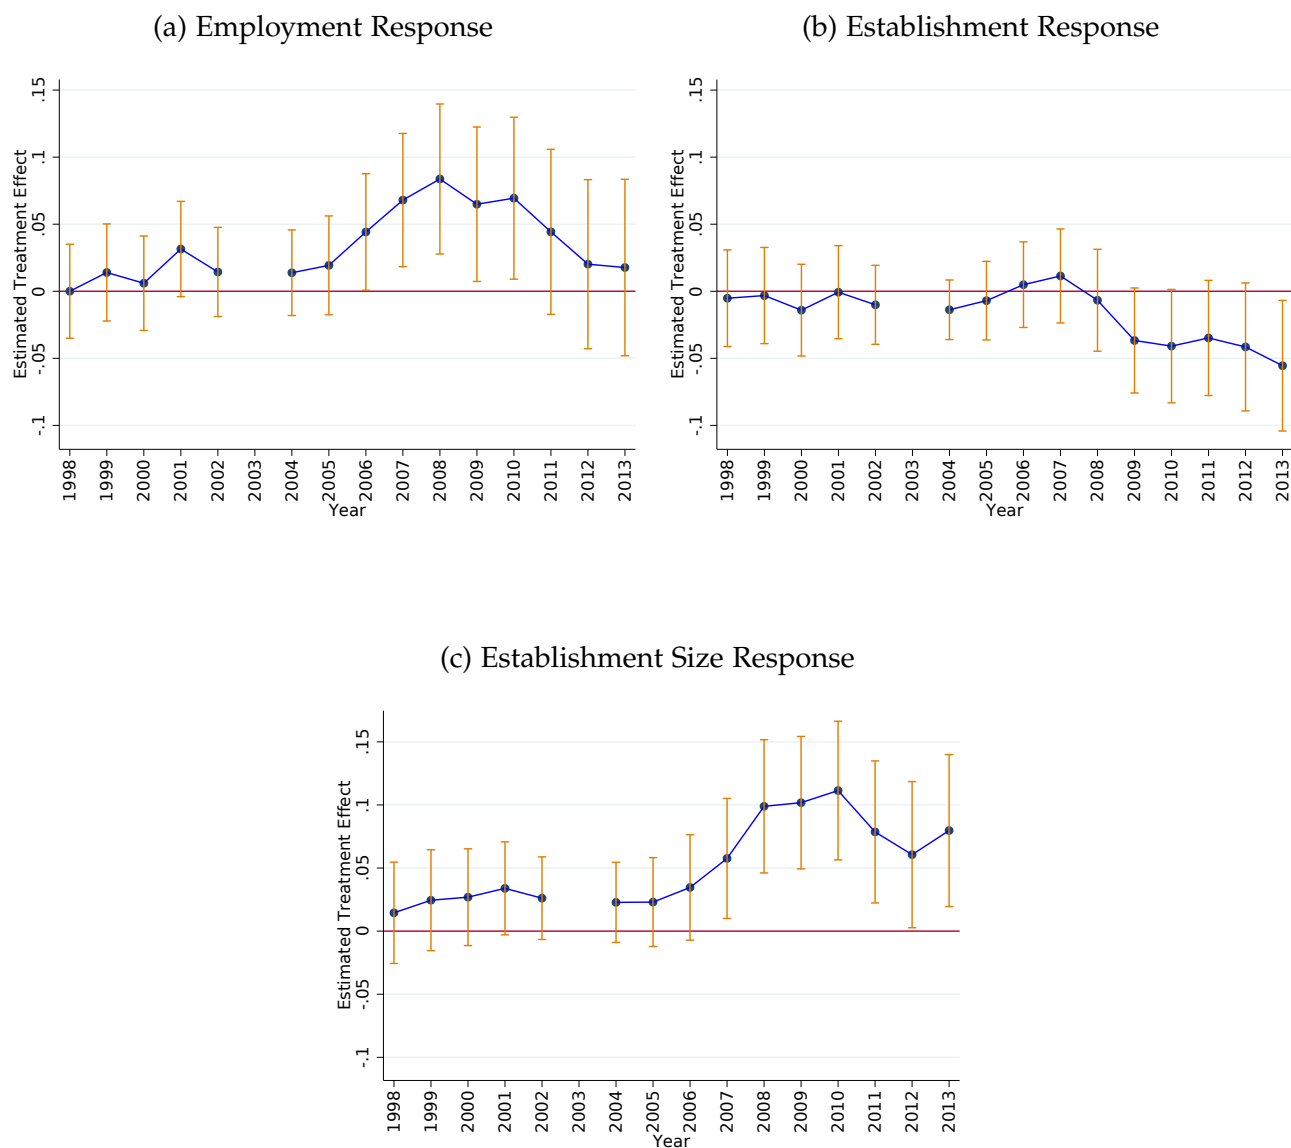 (a) Employment Response
Estimated Treatment Effect
.15
.1
.05
0
-.05
-.1
1998 1999 2000 2001 2002 2003 2004 2005 2006 2007 2008 2009 2010 2011 2012 2013
Year
(b) Establishment Response
Estimated Treatment Effect
.15
.1
.05
0
-.05
-.1
1998 1999 2000 2001 2002 2003 2004 2005 2006 2007 2008 2009 2010 2011 2012 2013
Year
(c) Establishment Size Response
Estimated Treatment Effect
.15
.1
.05
0
-.05
-.1
1998 1999 2000 2001 2002 2003 2004 2005 2006 2007 2008 2009 2010 2011 2012 2013
Year